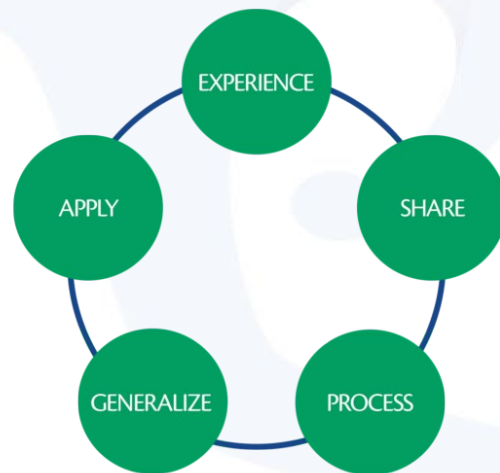 EXPERIENCE
SHARE
PROCESS
GENERALIZE
APPLY